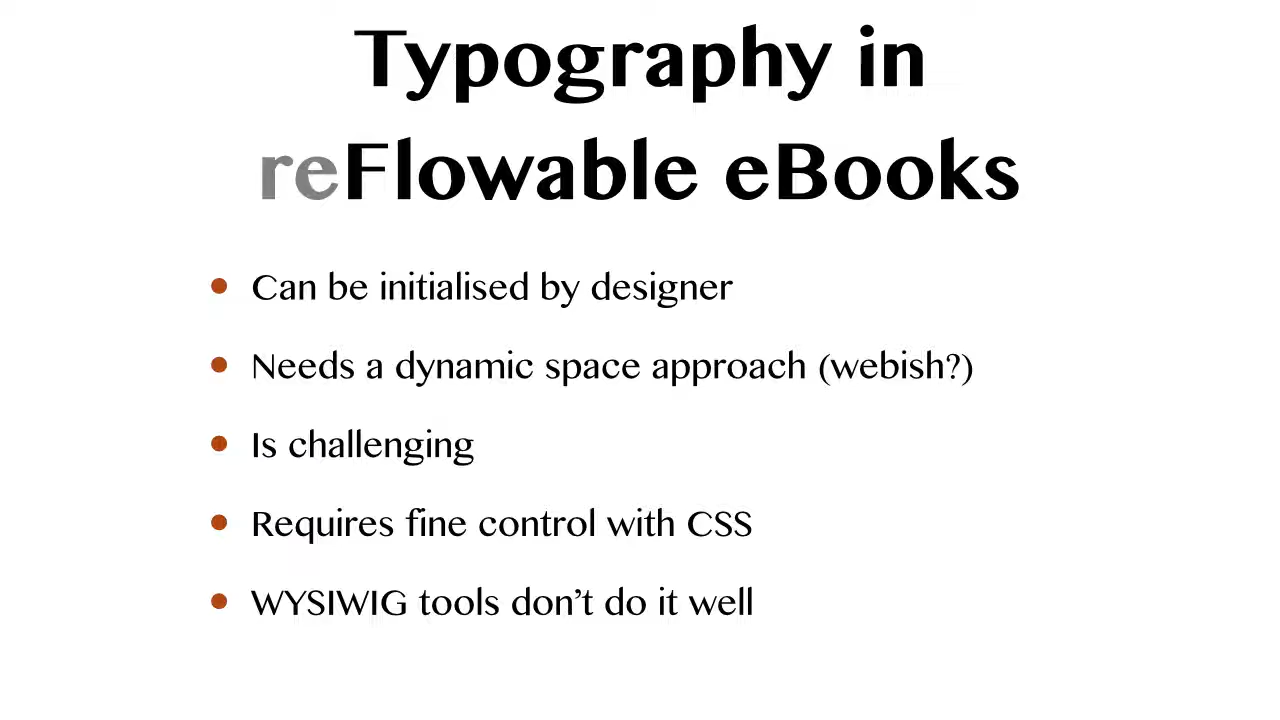 Typography in
reFlowable eBooks
• Can be initialised by designer
• Needs a dynamic space approach (webish?)
• Is challenging
• Requires fine control with CSS
• WYSIWIG tools don’t do it well